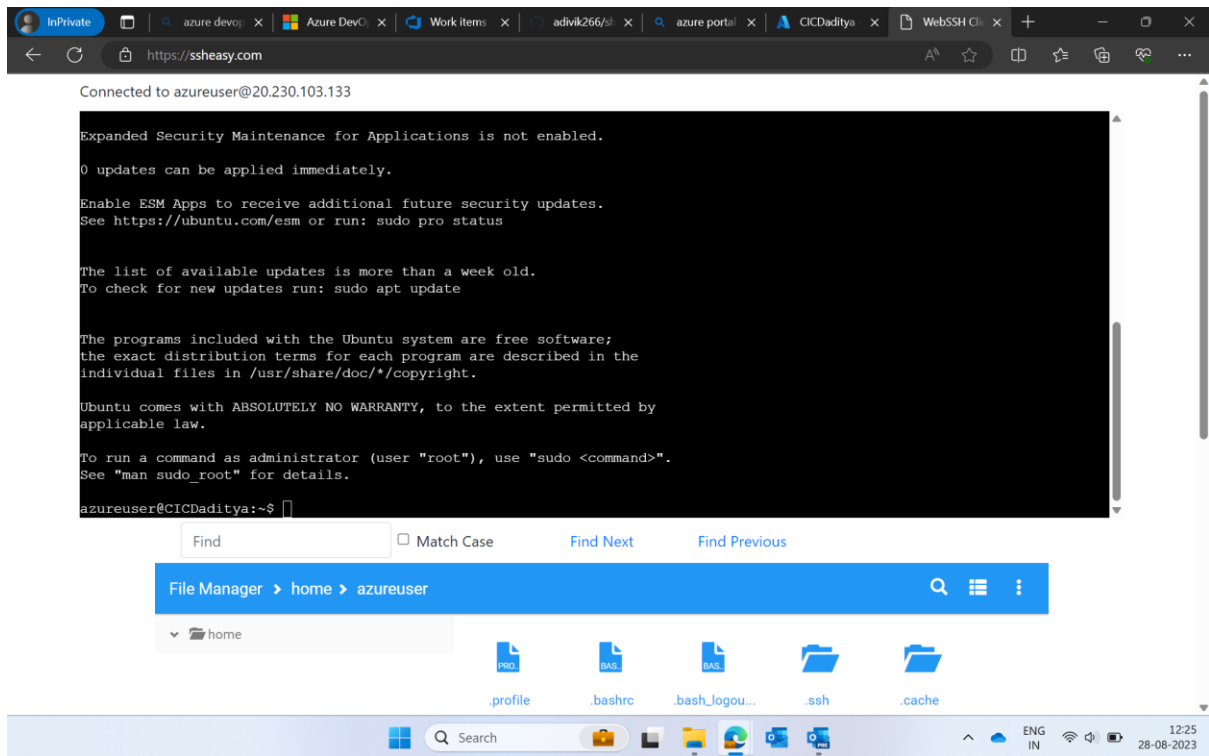 InPrivate
azure devop
Azure DevO
Work items
adivik266/sh
azure portal
CICDaditya
WebSSH Cli
https://ssheasy.com
Connected to azureuser@20.230.103.133
Expanded Security Maintenance for Applications is not enabled.
0 updates can be applied immediately.
Enable ESM Apps to receive additional future security updates.
See https://ubuntu.com/esm or run: sudo pro status
The list of available updates is more than a week old.
To check for new updates run: sudo apt update
The programs included with the Ubuntu system are free software;
the exact distribution terms for each program are described in the
individual files in /usr/share/doc/*/copyright.
Ubuntu comes with ABSOLUTELY NO WARRANTY, to the extent permitted by
applicable law.
To run a command as administrator (user "root"), use "sudo <command>".
See "man sudo_root" for details.
azureuser@CICDaditya:~$
Find
Match Case
Find Next
Find Previous
File Manager > home > azureuser
home
PRO..
BAS..
BAS..
.profile
.bashrc
.bash_logou...
.ssh
.cache
Search
ENG
IN
12:25
28-08-2023